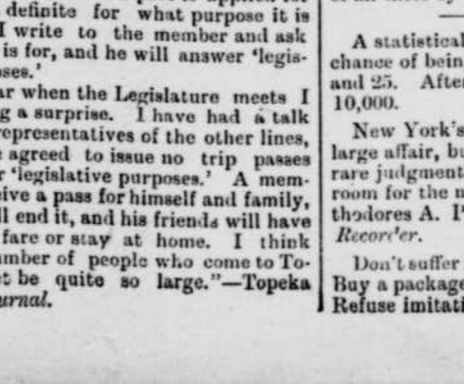 definite for what purpose it is
I write to the member and ask
is for, and he will answer 'legis-
oses.'
ar when the Legislature meets I
g a surprise. I have had a talk
epresentatives of the other lines,
agreed to issue no trip passes
r 'legislative purposes.' A mem-
ive a pass for himself and family,
ll end it, and his friends will have
fare or stay at home. I think
umber of people who come to To-
t be quite so large."—Topeka
urnal.
A statistical
chance of bein
and 25. Afte
10,000.
New York's
large affair, bu
rare judgment
room for the
thodores A. P
Recorder.
Don't suffer
Buy a package
Refuse imitati